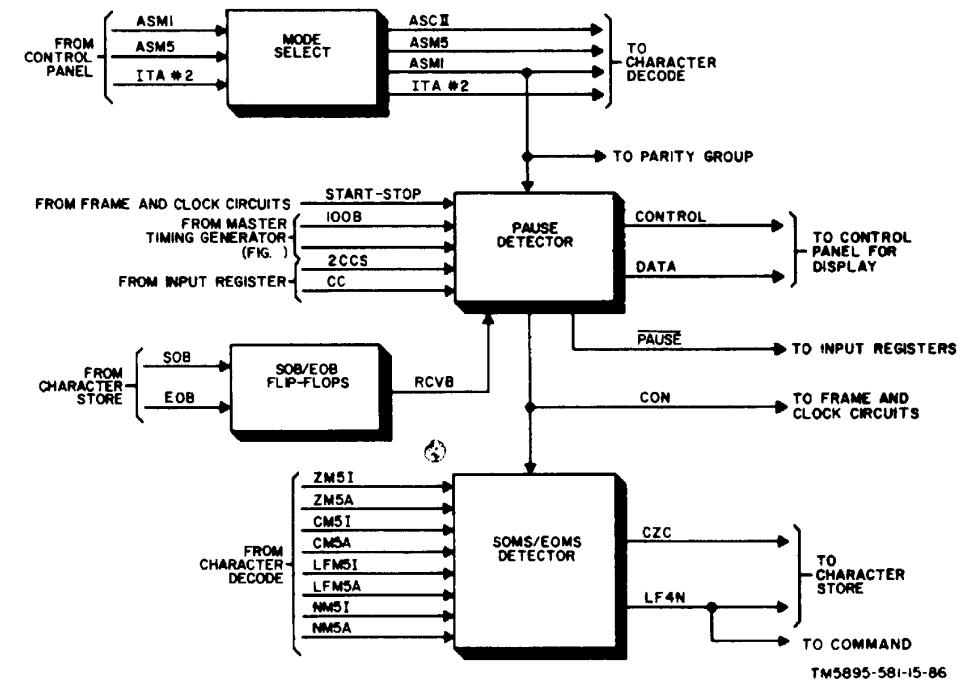 FROM
CONTROL
PANEL
ASM1
ASM5
ITA #2
MODE
SELECT
ASCII
ASM5
ASM1
ITA #2
TO
CHARACTER
DECODE
TO PARITY GROUP
FROM FRAME AND CLOCK CIRCUITS
START-STOP
FROM MASTER
TIMING GENERATOR
(FIG. )
100B
FROM INPUT REGISTER
2CCS
CC
PAUSE
DETECTOR
CONTROL
DATA
TO CONTROL
PANEL FOR
DISPLAY
PAUSE
TO INPUT REGISTERS
FROM
CHARACTER
STORE
SOB
EOB
SOB/EOB
FLIP-FLOPS
RCVB
CON
TO FRAME AND
CLOCK CIRCUITS
FROM
CHARACTER
DECODE
ZM5I
ZM5A
CM5I
CM5A
LFM5I
LFM5A
NM5I
NM5A
SOMS/EOMS
DETECTOR
CZC
LF4N
TO
CHARACTER
STORE
TO COMMAND
TM5895-581-15-86